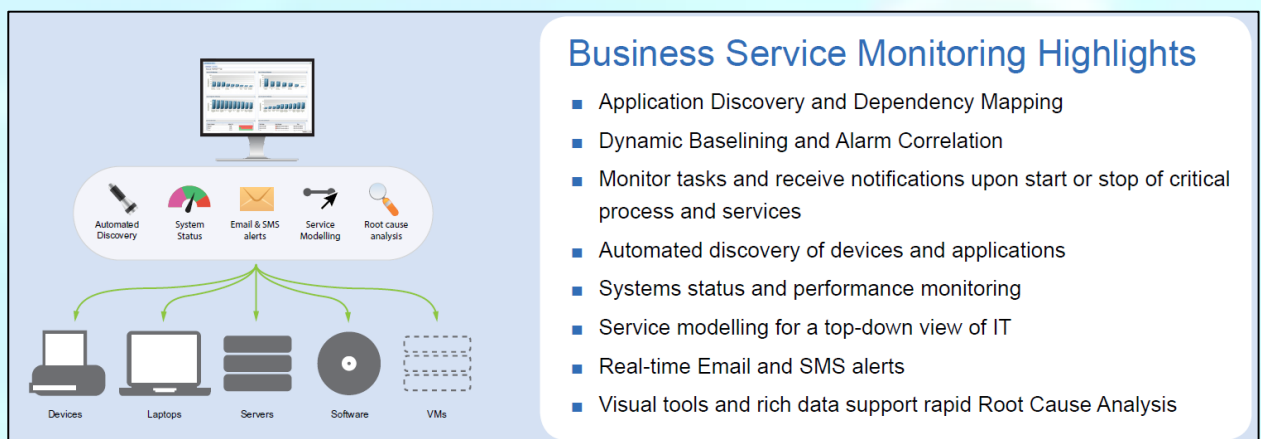 Automated
Discovery
System
Status
Email & SMS
alerts
Service
Modelling
Root cause
analysis
Devices
Laptops
Servers
Software
VMs
Business Service Monitoring Highlights
Application Discovery and Dependency Mapping
Dynamic Baselining and Alarm Correlation
Monitor tasks and receive notifications upon start or stop of critical
process and services
Automated discovery of devices and applications
Systems status and performance monitoring
Service modelling for a top-down view of IT
Real-time Email and SMS alerts
Visual tools and rich data support rapid Root Cause Analysis